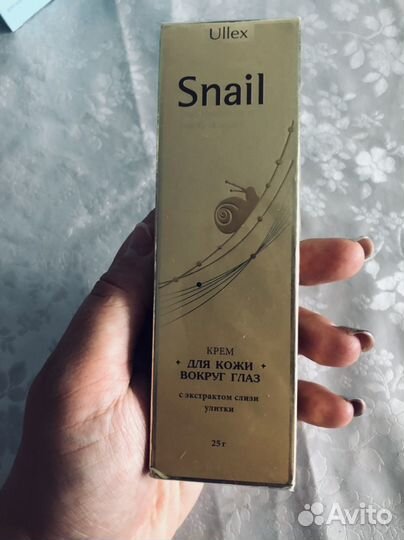 Ullex
Snail
КРЕМ
ДЛЯ КОЖИ
ВОКРУГ ГЛАЗ
с экстрактом слизи
улитки
25 г
Avito